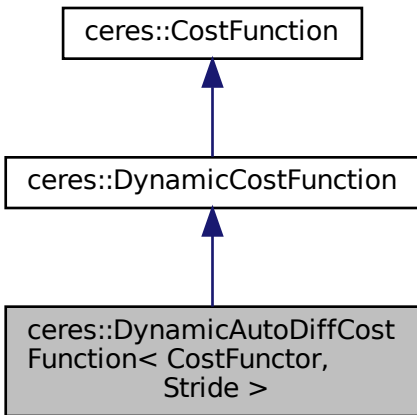 ceres::CostFunction
ceres::DynamicCostFunction
ceres::DynamicAutoDiffCost
Function< CostFunctor,
Stride >